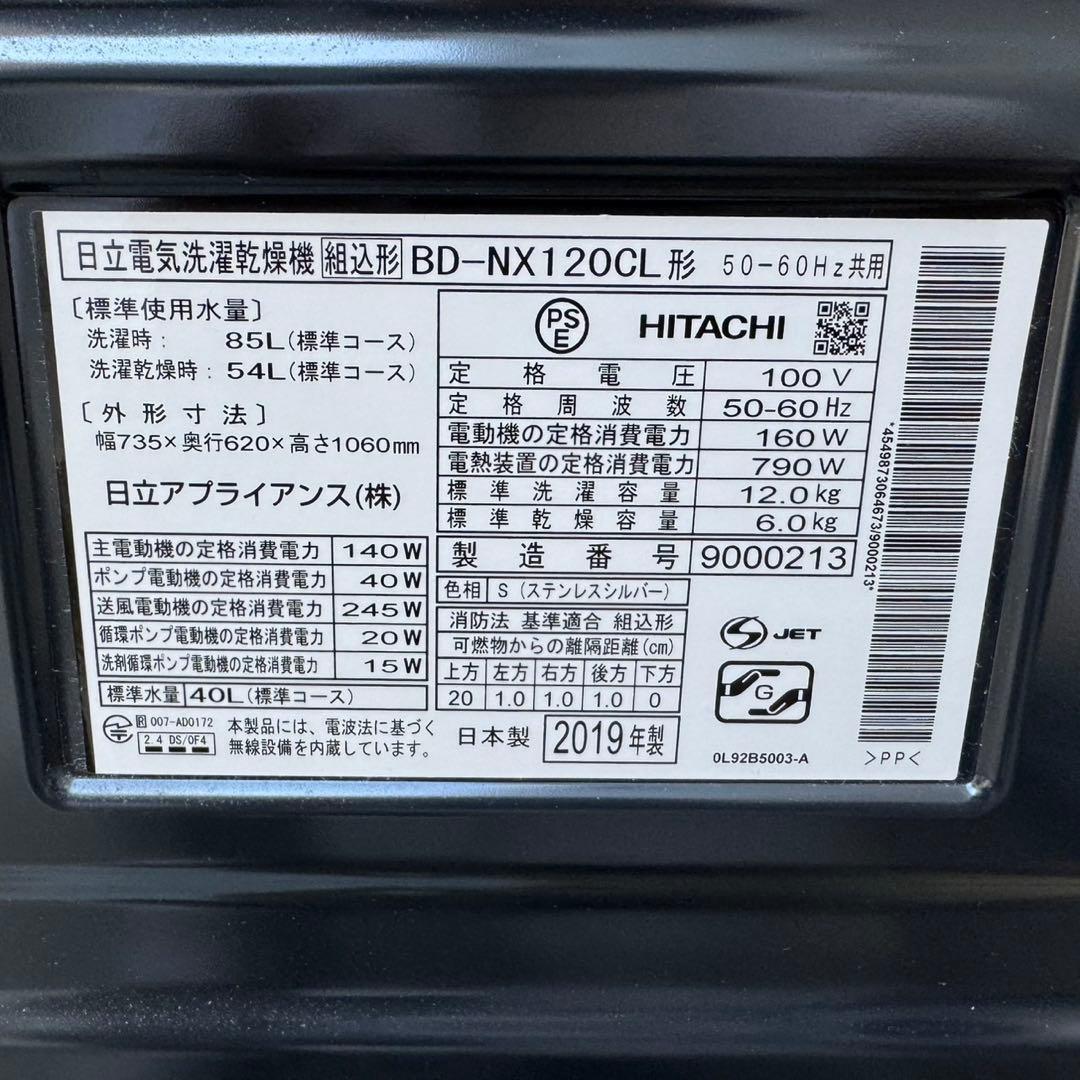 日立電気洗濯乾燥機 組込形 BD-NX120CL形 50-60Hz共用
〔標準使用水量〕
洗濯時： 85L(標準コース)
洗濯乾燥時：54L(標準コース)
〔外形寸法〕
幅735×奥行620×高さ1060mm
日立アプライアンス(株)
主電動機の定格消費電力 140W
ポンプ電動機の定格消費電力 40W
送風電動機の定格消費電力 245W
循環ポンプ電動機の定格消費電力 20W
洗剤循環ポンプ電動機の定格消費電力 15W
標準水量 40L(標準コース)
R 007-AD0172
2.4 DS/OF4
本製品には、電波法に基づく
無線設備を内蔵しています。
PSE HITACHI
定格電圧 100V
定格周波数 50-60Hz
電動機の定格消費電力 160W
電熱装置の定格消費電力 790W
標準洗濯容量 12.0kg
標準乾燥容量 6.0kg
製造番号 9000213
色相 S(ステンレスシルバー)
消防法 基準適合 組込形
可燃物からの離隔距離(cm)
上方 左方 右方 後方 下方
20 1.0 1.0 1.0 0
日本製 2019年製
S JET
G
0L92B5003-A
*4549873064673/9000213*
>PP<